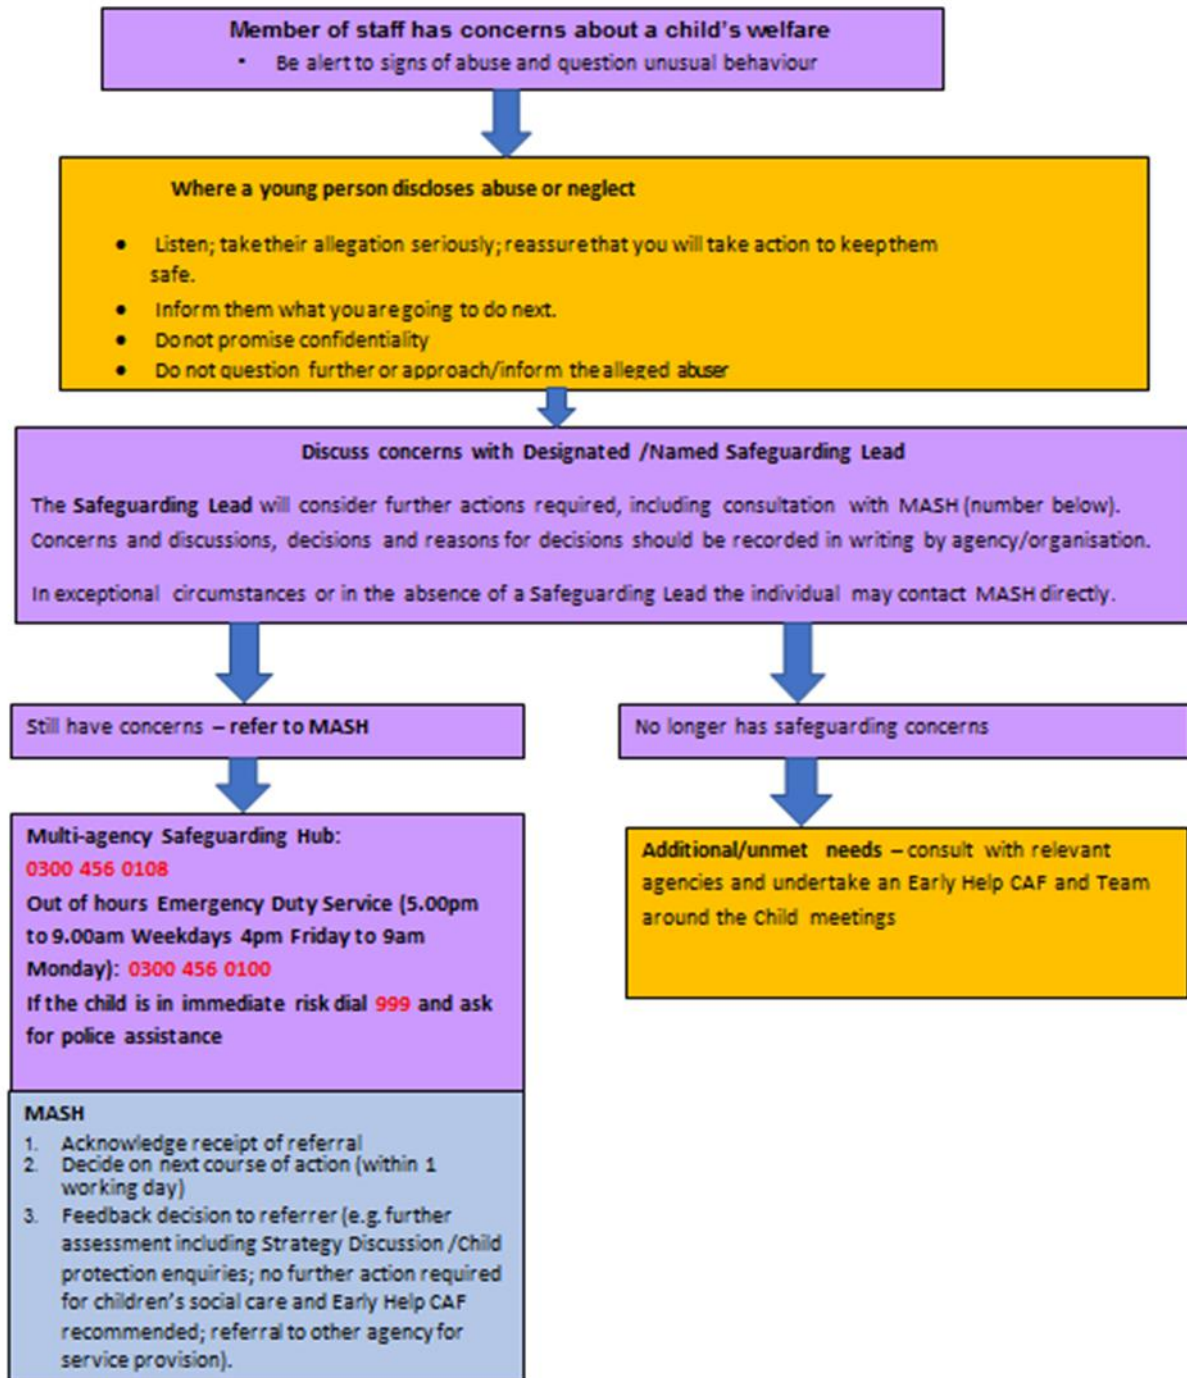 Member of staff has concerns about a child's welfare
▪ Be alert to signs of abuse and question unusual behaviour
Where a young person discloses abuse or neglect
● Listen; take their allegation seriously; reassure that you will take action to keep them
safe.
● Inform them what you are going to do next.
● Do not promise confidentiality
● Do not question further or approach/inform the alleged abuser
Discuss concerns with Designated /Named Safeguarding Lead
The Safeguarding Lead will consider further actions required, including consultation with MASH (number below).
Concerns and discussions, decisions and reasons for decisions should be recorded in writing by agency/organisation.
In exceptional circumstances or in the absence of a Safeguarding Lead the individual may contact MASH directly.
Still have concerns – refer to MASH
No longer has safeguarding concerns
Multi-agency Safeguarding Hub:
0300 456 0108
Out of hours Emergency Duty Service (5.00pm
to 9.00am Weekdays 4pm Friday to 9am
Monday): 0300 456 0100
If the child is in immediate risk dial 999 and ask
for police assistance
Additional/unmet needs – consult with relevant
agencies and undertake an Early Help CAF and Team
around the Child meetings
MASH
1. Acknowledge receipt of referral
2. Decide on next course of action (within 1
working day)
3. Feedback decision to referrer (e.g. further
assessment including Strategy Discussion /Child
protection enquiries; no further action required
for children's social care and Early Help CAF
recommended; referral to other agency for
service provision).